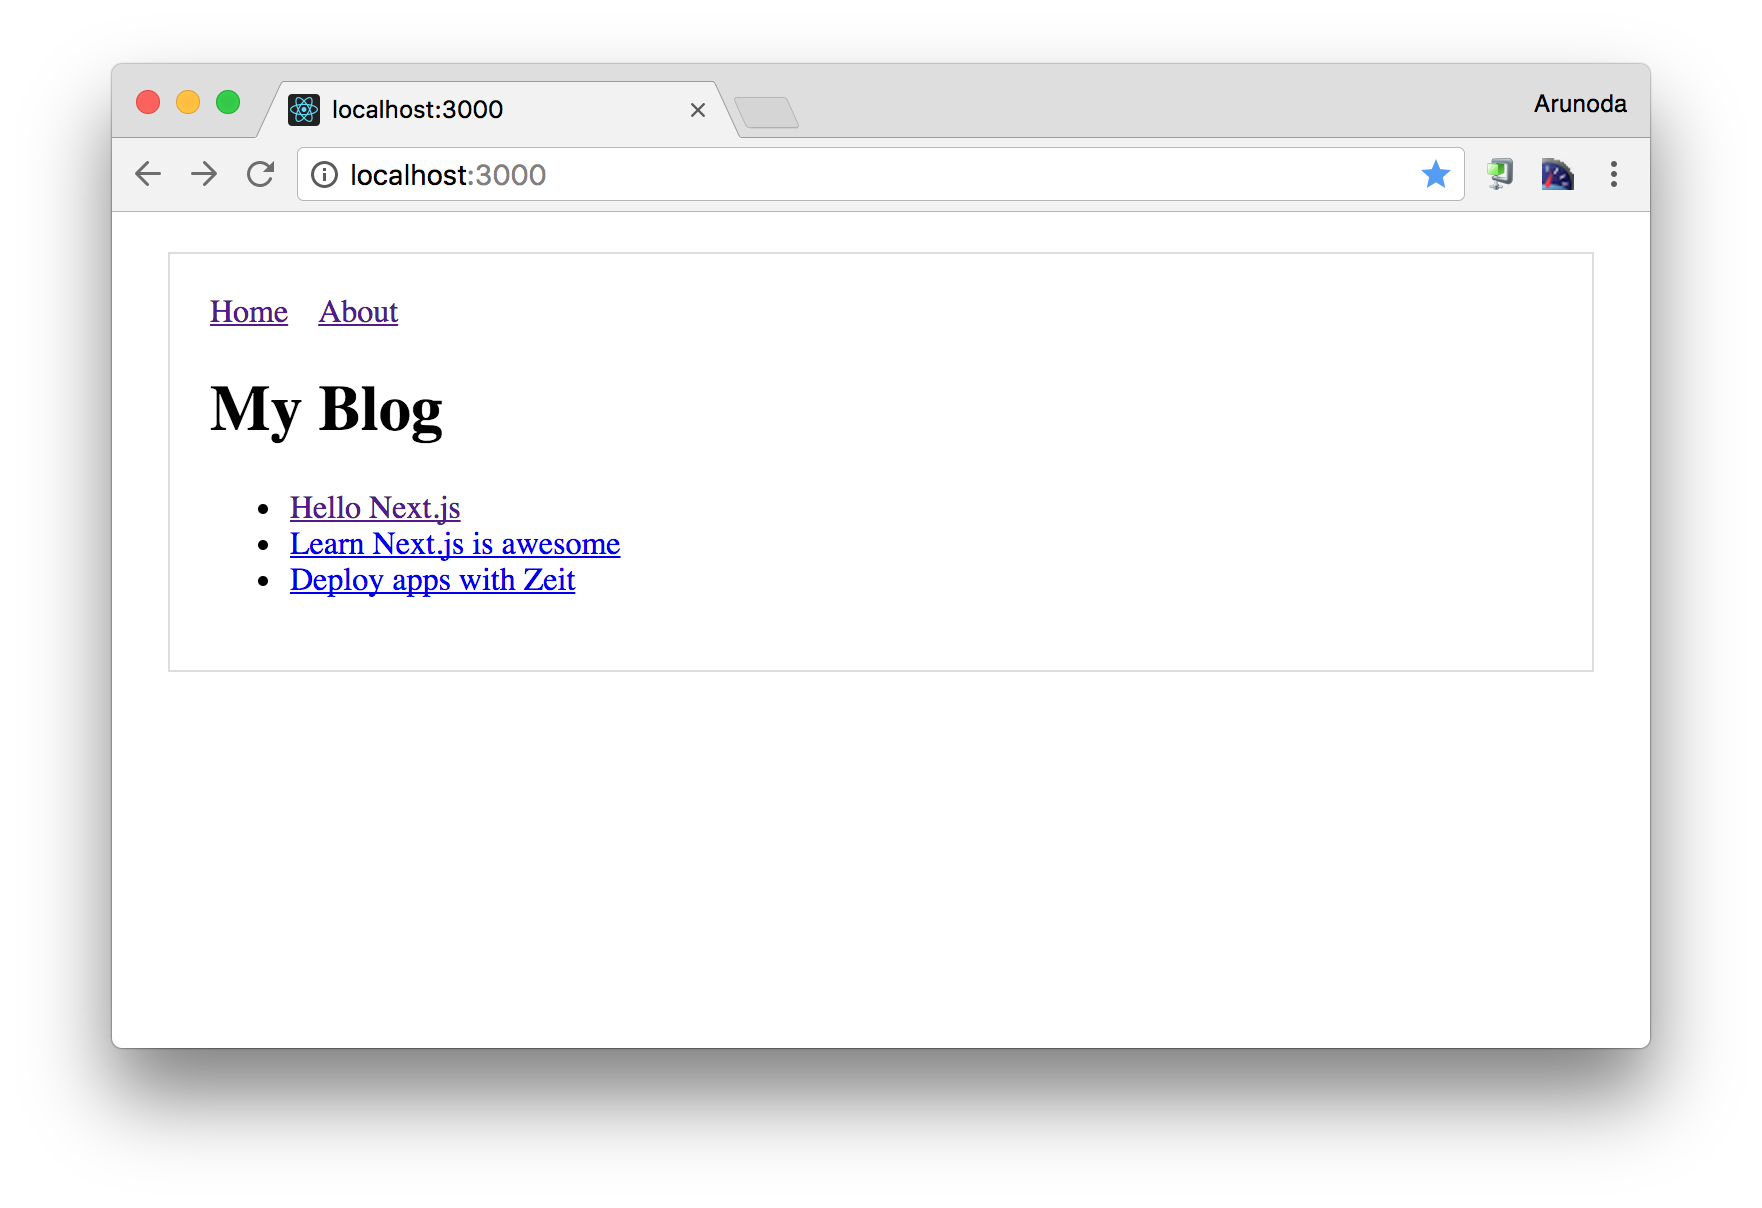 localhost:3000
Arunoda
localhost:3000
Home About
My Blog
Hello Next.js
Learn Next.js is awesome
Deploy apps with Zeit